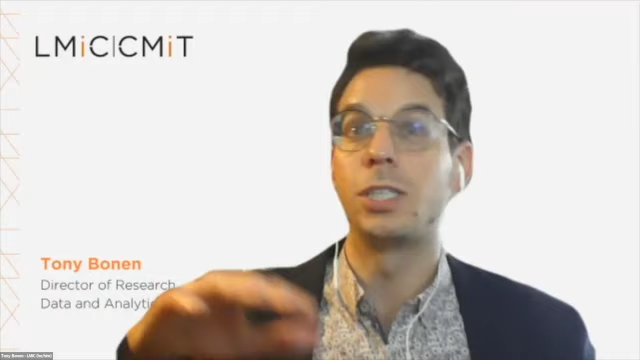 LMiC|CMiT
Tony Bonen
Director of Research
Data and Analytic